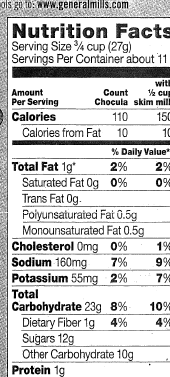 ols go to: www.generalmills.com
Nutrition Facts
Serving Size ¾ cup (27g)
Servings Per Container about 11
Amount Per Serving Count Chocula with ½ cup skim milk
Calories 110 150
Calories from Fat 10 10
% Daily Value*
Total Fat 1g* 2% 2%
Saturated Fat 0g 0% 0%
Trans Fat 0g
Polyunsaturated Fat 0.5g
Monounsaturated Fat 0.5g
Cholesterol 0mg 0% 1%
Sodium 160mg 7% 9%
Potassium 55mg 2% 7%
Total
Carbohydrate 23g 8% 10%
Dietary Fiber 1g 4% 4%
Sugars 12g
Other Carbohydrate 10g
Protein 1g